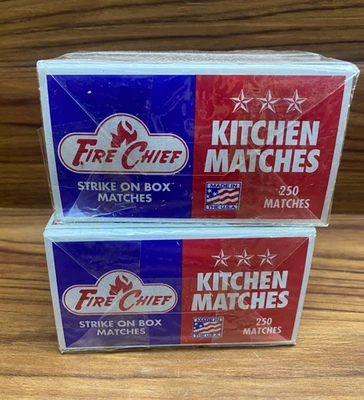 FIRE CHIEF
STRIKE ON BOX
MATCHES
KITCHEN
MATCHES
MADE IN
THE U.S.A.
250
MATCHES
FIRE CHIEF
STRIKE ON BOX
MATCHES
KITCHEN
MATCHES
MADE IN
THE U.S.A.
250
MATCHES